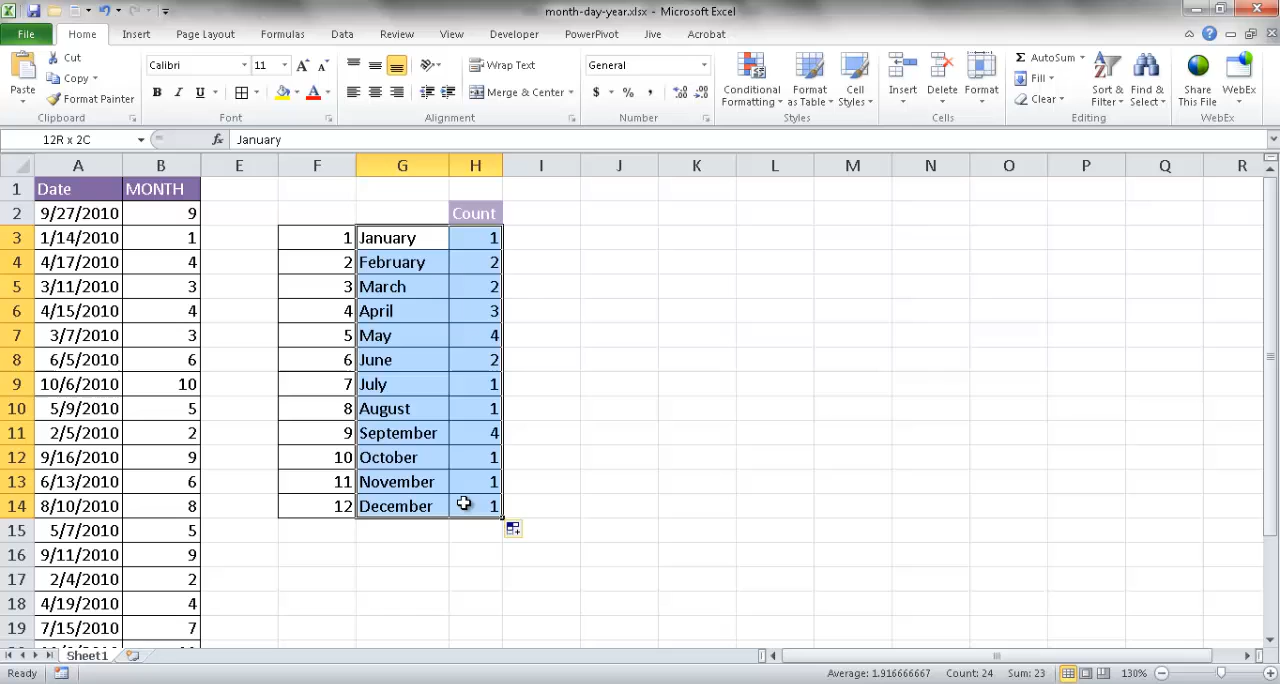 month-day-year.xlsx - Microsoft Excel
File Home Insert Page Layout Formulas Data Review View Developer PowerPivot Jive Acrobat
Paste
Cut
Copy
Format Painter
Clipboard
Calibri 11
B I U
Font
Wrap Text
Merge & Center
Alignment
General
$ % ,
Number
Conditional Formatting
Format as Table
Cell Styles
Styles
Insert Delete Format
Cells
Σ AutoSum
Fill
Clear
Sort & Filter
Find & Select
Editing
Share This File
WebEx
WebEx
12R x 2C fx January
A B E F G H I J K L M N O P Q R
1 Date MONTH
2 9/27/2010 9 Count
3 1/14/2010 1 1 January 1
4 4/17/2010 4 2 February 2
5 3/11/2010 3 3 March 2
6 4/15/2010 4 4 April 3
7 3/7/2010 3 5 May 4
8 6/5/2010 6 6 June 2
9 10/6/2010 10 7 July 1
10 5/9/2010 5 8 August 1
11 2/5/2010 2 9 September 4
12 9/16/2010 9 10 October 1
13 6/13/2010 6 11 November 1
14 8/10/2010 8 12 December 1
15 5/7/2010 5
16 9/11/2010 9
17 2/4/2010 2
18 4/19/2010 4
19 7/15/2010 7
Sheet1
Ready Average: 1.916666667 Count: 24 Sum: 23 130%